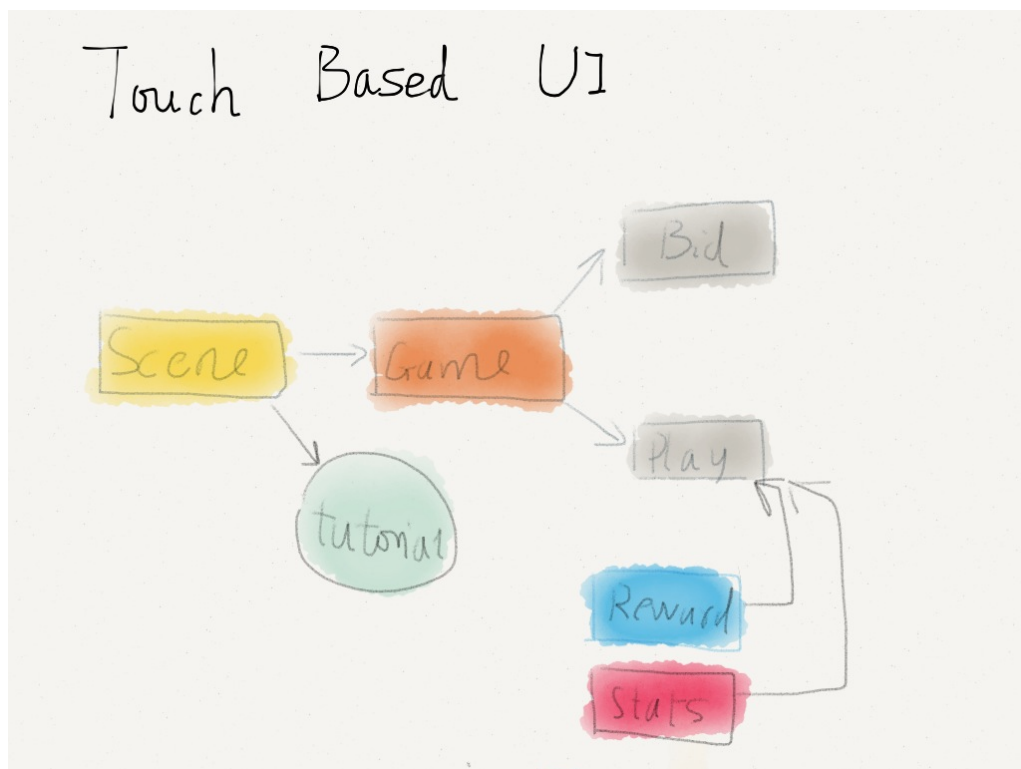 Touch Based UI
Bid
Scene
Game
Play
tutorial
Reward
Stats